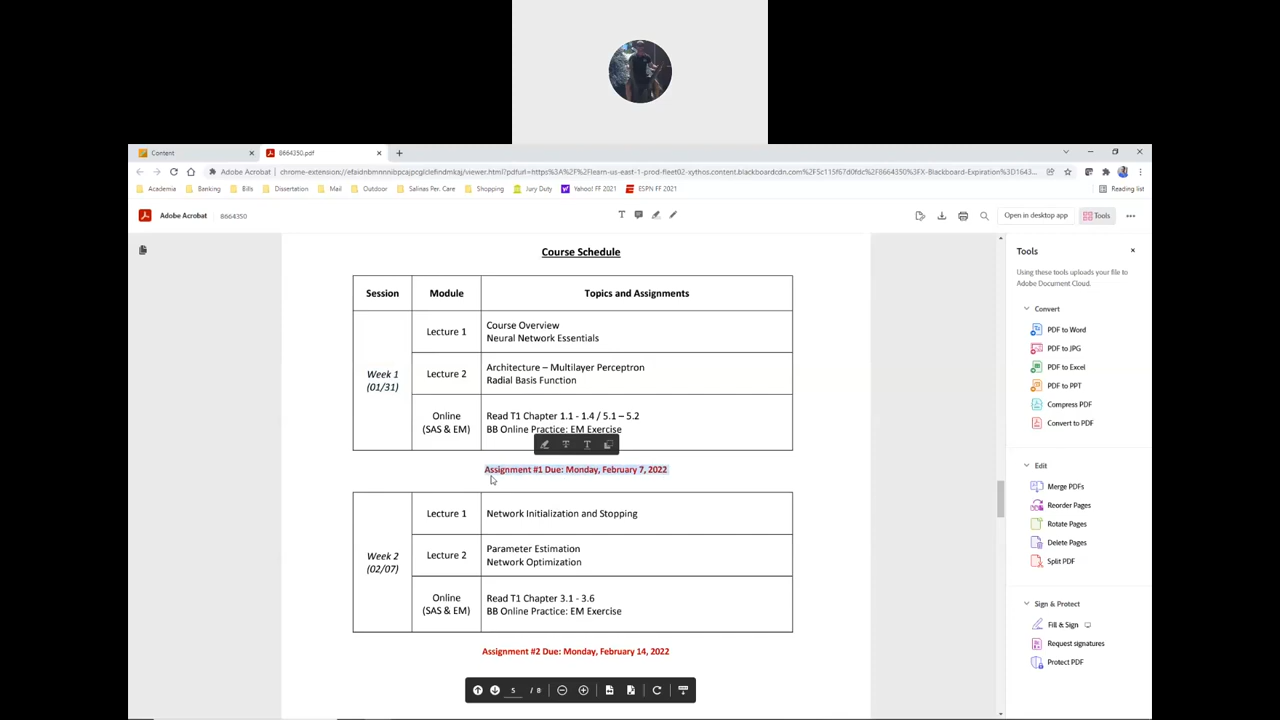 Content
8664350.pdf
Adobe Acrobat
Academia
Banking
Bills
Dissertation
Mail
Outdoor
Salinas Per. Care
Shopping
Jury Duty
Yahoo! FF 2021
ESPN FF 2021
Reading list
Adobe Acrobat
8664350
Open in desktop app
Tools
Course Schedule
Session
Module
Topics and Assignments
Week 1
(01/31)
Lecture 1
Course Overview
Neural Network Essentials
Lecture 2
Architecture – Multilayer Perceptron
Radial Basis Function
Online
(SAS & EM)
Read T1 Chapter 1.1 - 1.4 / 5.1 – 5.2
BB Online Practice: EM Exercise
Assignment #1 Due: Monday, February 7, 2022
Week 2
(02/07)
Lecture 1
Network Initialization and Stopping
Lecture 2
Parameter Estimation
Network Optimization
Online
(SAS & EM)
Read T1 Chapter 3.1 - 3.6
BB Online Practice: EM Exercise
Assignment #2 Due: Monday, February 14, 2022
5 / 8
Tools
Using these tools uploads your file to
Adobe Document Cloud.
Convert
PDF to Word
PDF to JPG
PDF to Excel
PDF to PPT
Compress PDF
Convert to PDF
Edit
Merge PDFs
Reorder Pages
Rotate Pages
Delete Pages
Split PDF
Sign & Protect
Fill & Sign
Request signatures
Protect PDF